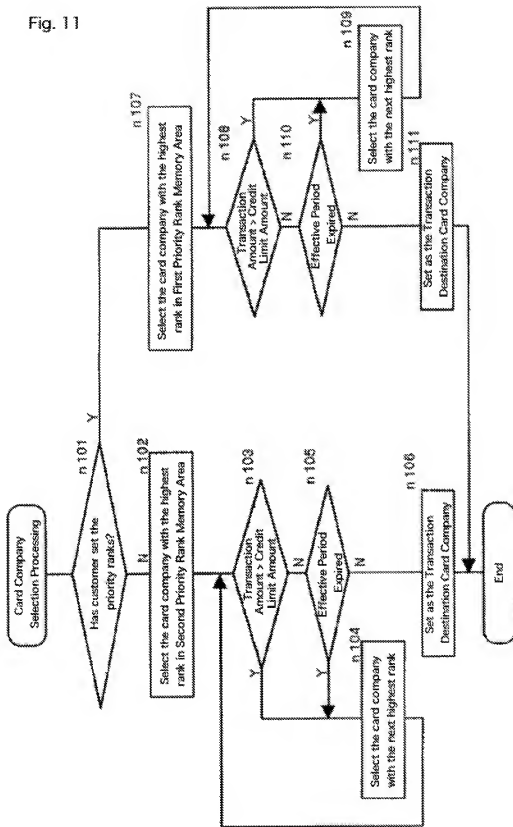 Fig. 11
Card Company
Selection Processing
n 101
Has customer set the
priority ranks?
Y
N
n 102
Select the card company with the highest
rank in Second Priority Rank Memory Area
n 103
Transaction
Amount > Credit
Limit Amount
Y
N
n 105
Effective Period
Expired
Y
N
n 104
Select the card company
with the next highest rank
n 106
Set as the Transaction
Destination Card Company
End
n 107
Select the card company with the highest
rank in First Priority Rank Memory Area
n 108
Transaction
Amount > Credit
Limit Amount
Y
N
n 110
Effective Period
Expired
Y
N
n 109
Select the card company
with the next highest rank
n 111
Set as the Transaction
Destination Card Company